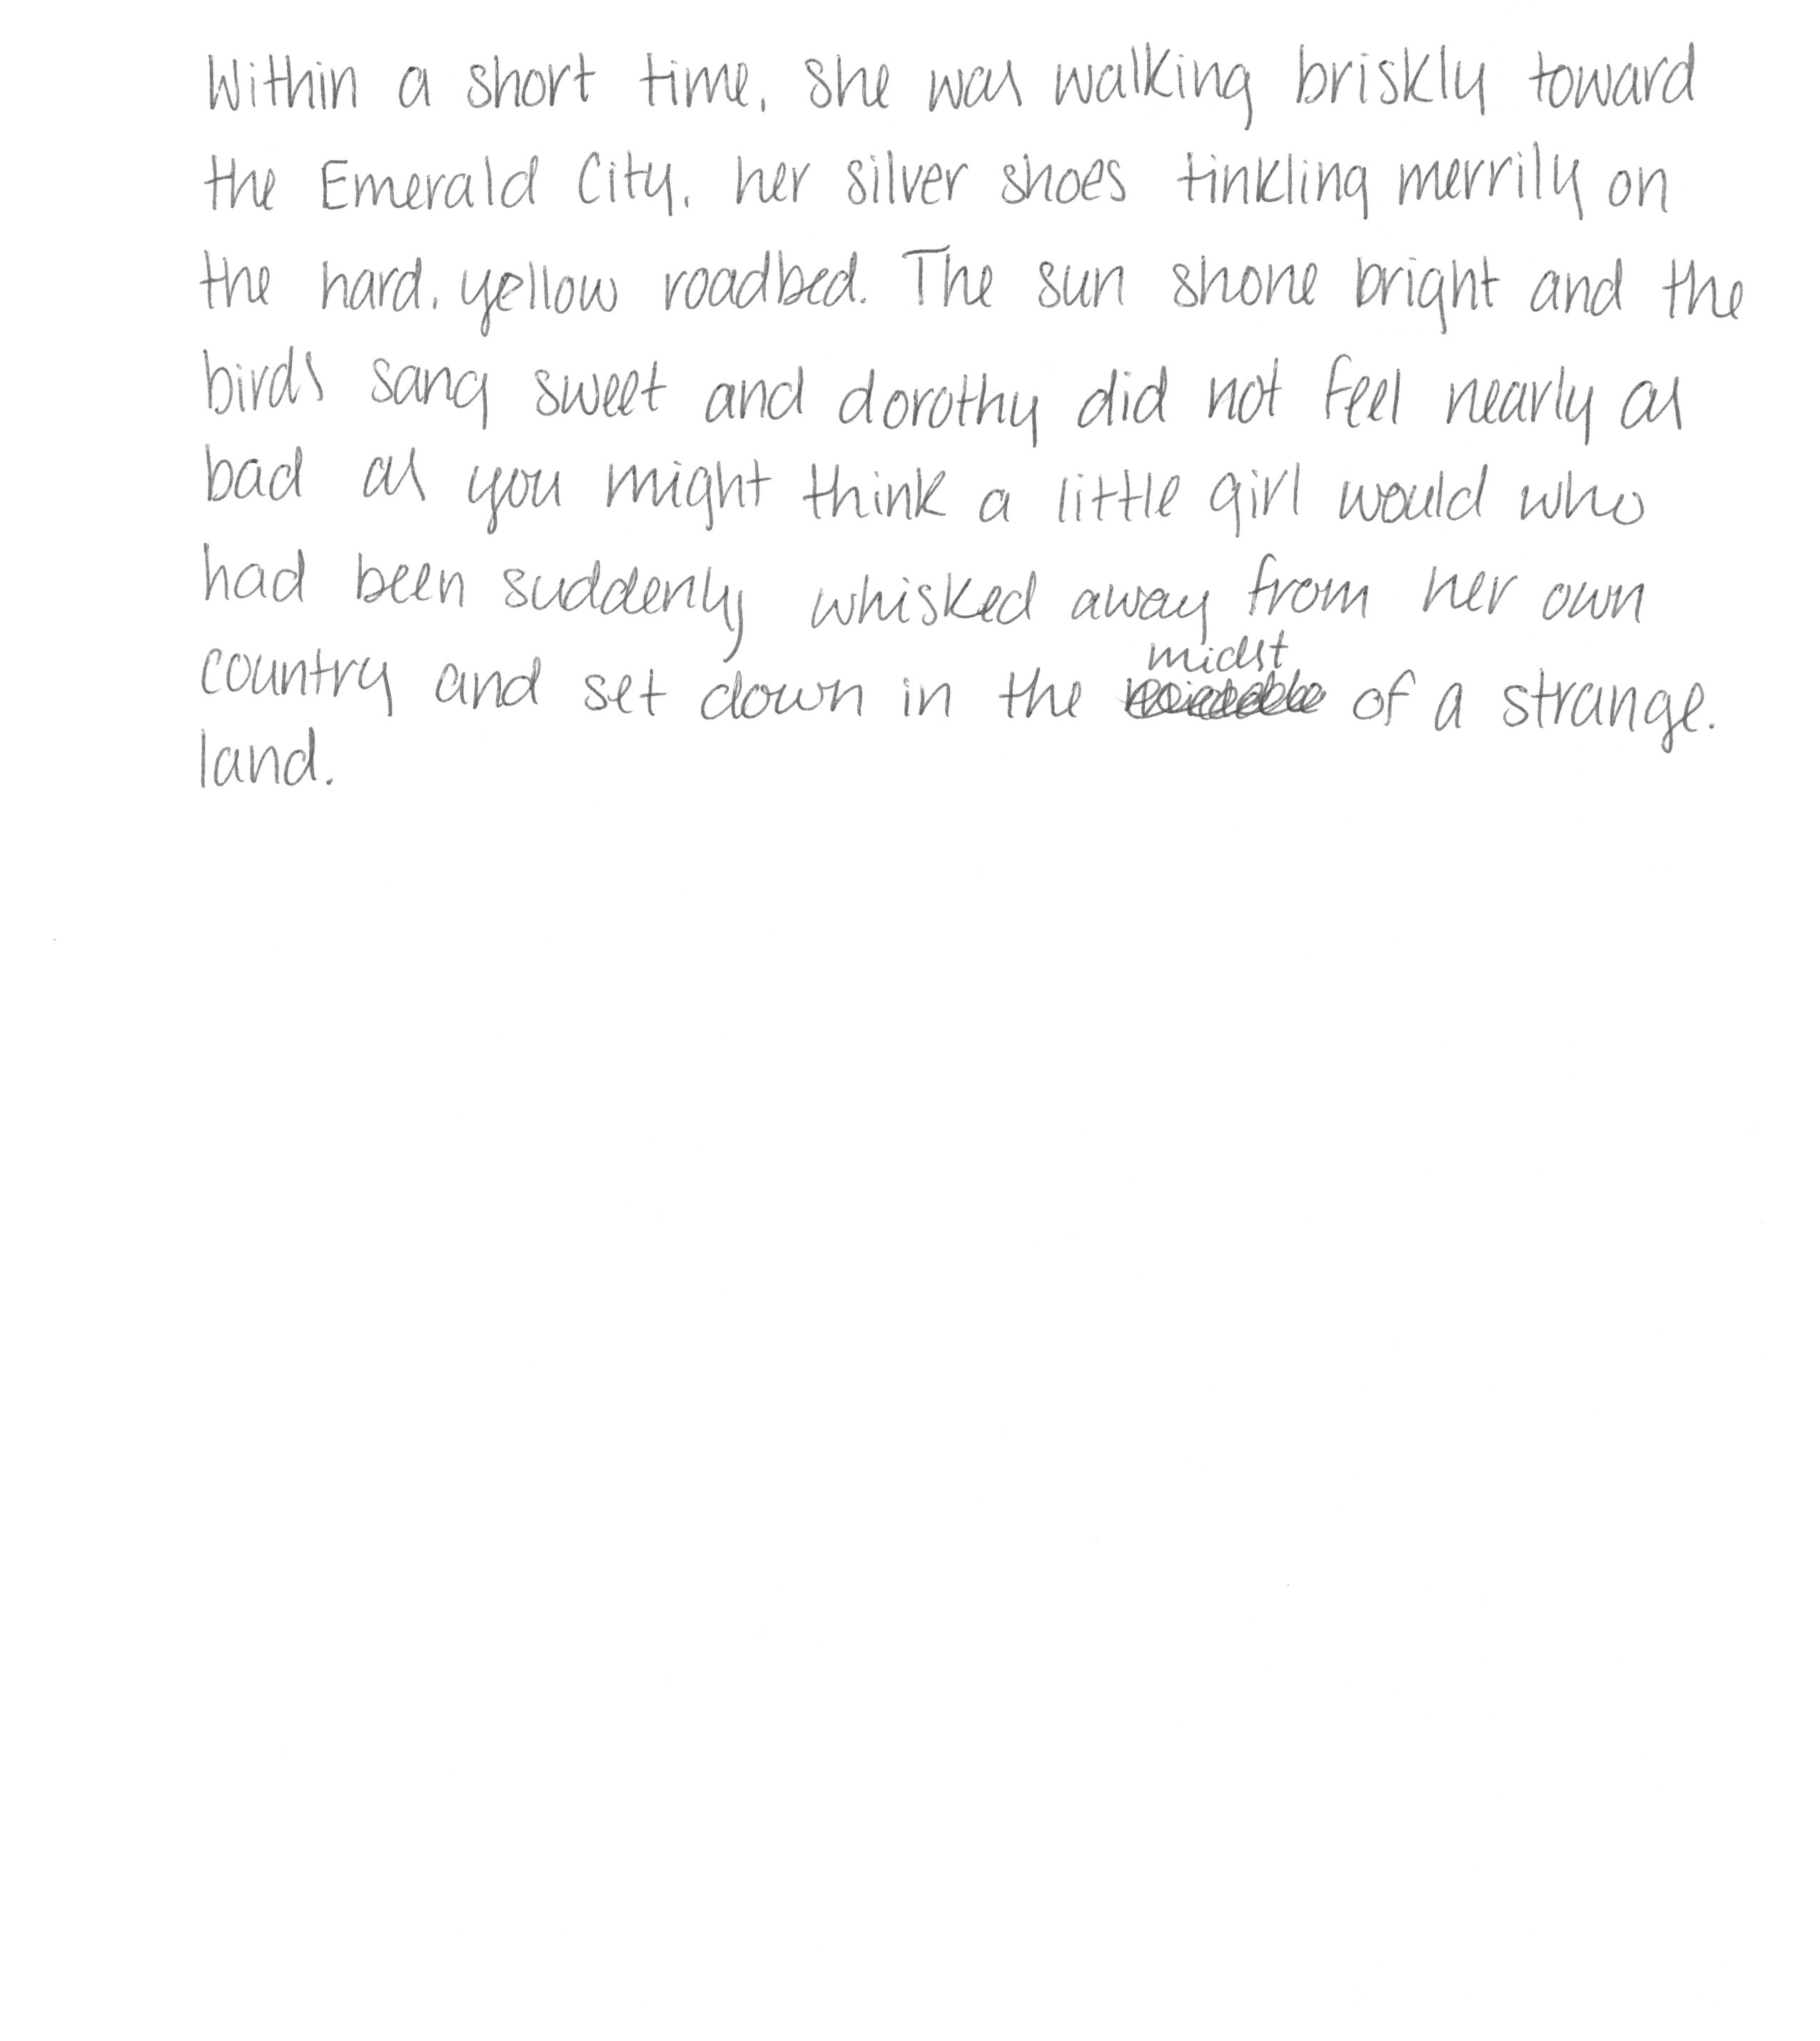 Within a short time, she was walking briskly toward
the Emerald City, her silver shoes tinkling merrily on
the hard, yellow roadbed. The sun shone bright and the
birds sang sweet and dorothy did not feel nearly as
bad as you might think a little girl would who
had been suddenly whisked away from her own
country and set down in the midst of a strange.
land.